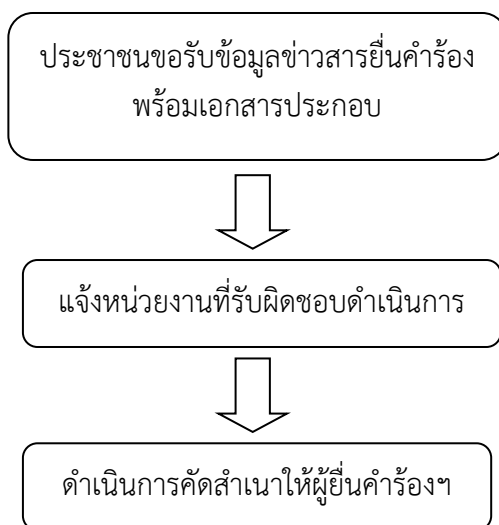 ประชาชนขอรับข้อมูลข่าวสารยื่นคำร้อง
พร้อมเอกสารประกอบ
แจ้งหน่วยงานที่รับผิดชอบดำเนินการ
ดำเนินการคัดสำเนาให้ผู้ยื่นคำร้องฯ